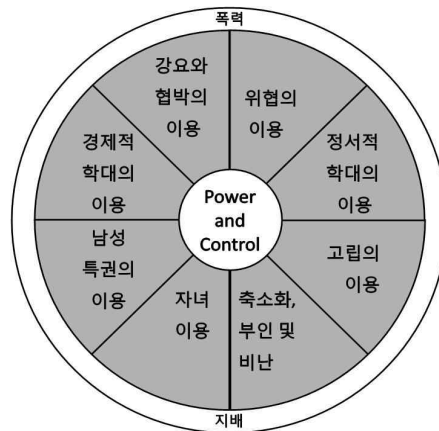 폭력
강요와
협박의
이용
위협의
이용
정서적
학대의
이용
고립의
이용
축소화,
부인 및
비난
자녀
이용
남성
특권의
이용
경제적
학대의
이용
Power
and
Control
지배